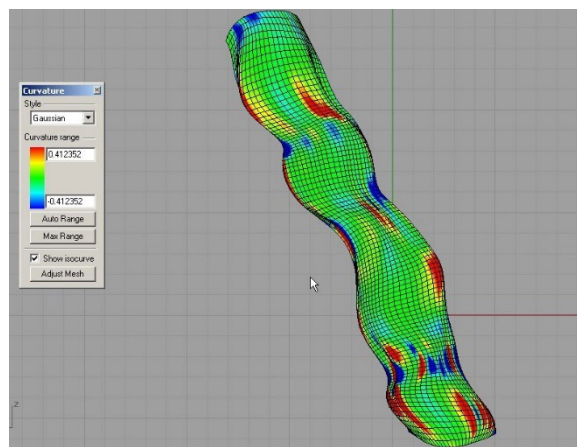 Curvature
Style
Gaussian
Curvature range
0.412352
-0.412352
Auto Range
Max Range
Show isocurve
Adjust Mesh
z